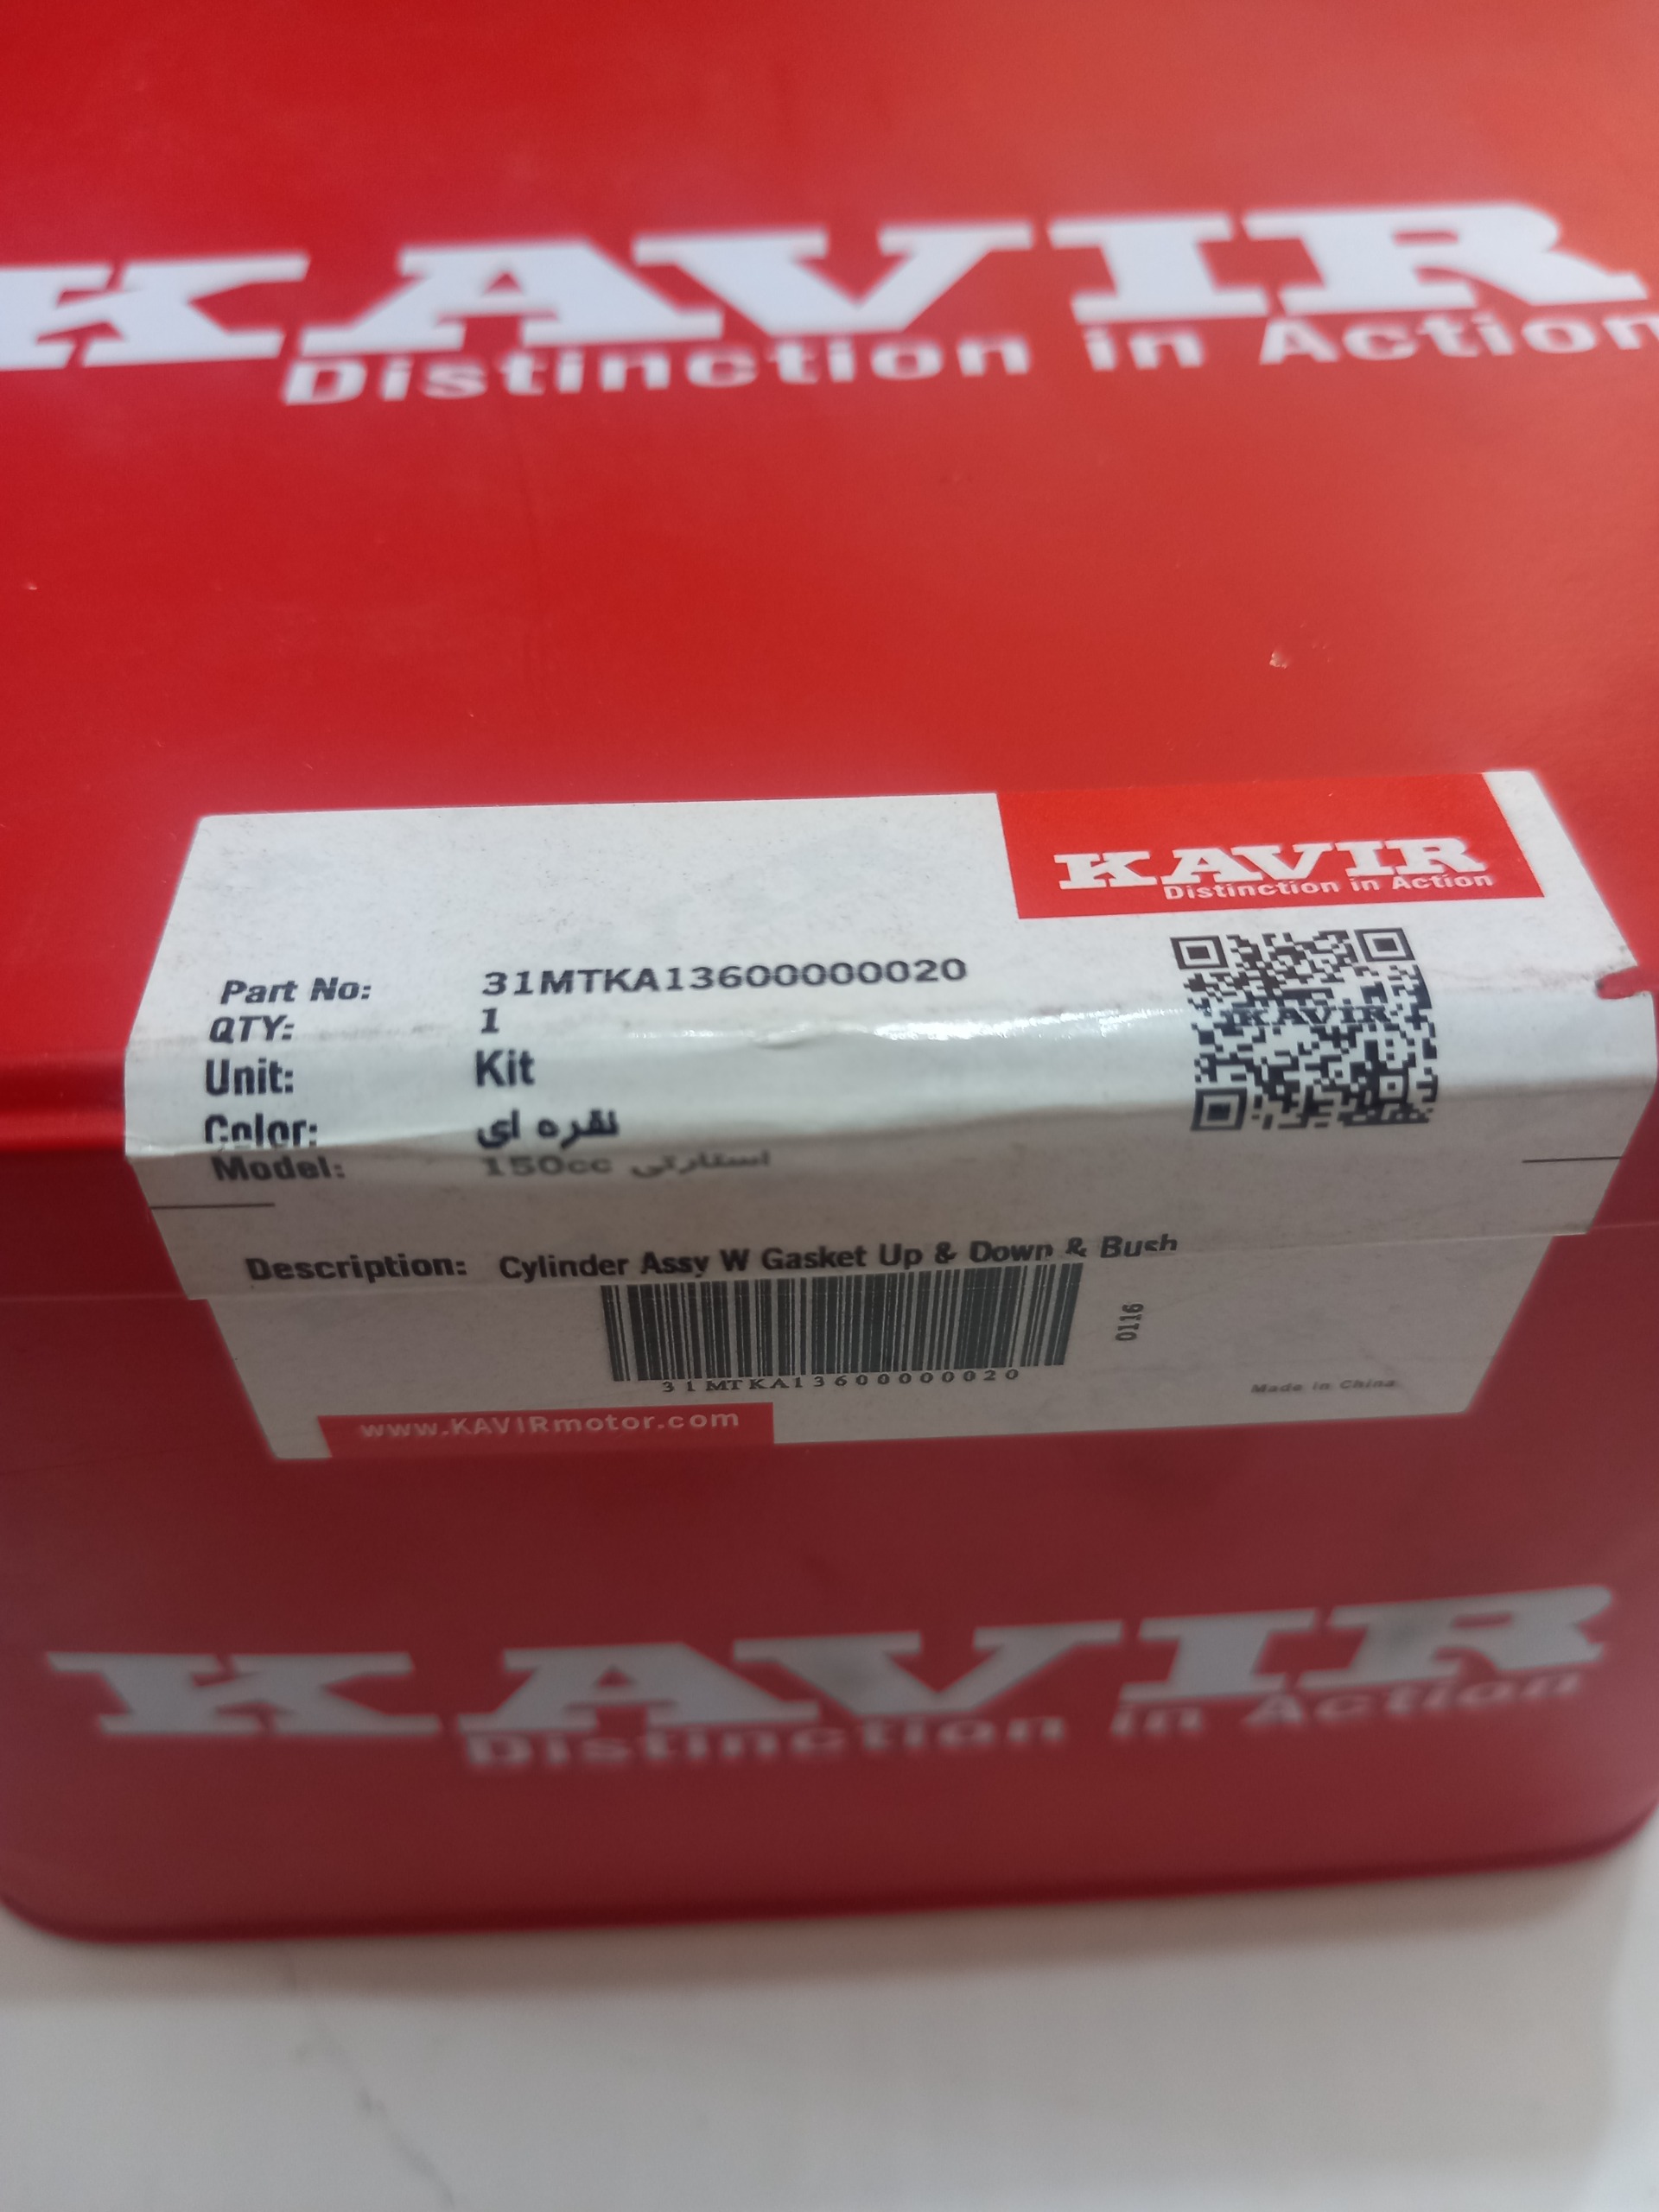 KAVIR
Distinction in Action
KAVIR
Distinction in Action
Part No: 31MTKA13600000020
QTY: 1
KAVIR
Unit: Kit
Color: نقره ای
Model: 150cc استارتی
Description: Cylinder Assy W Gasket Up & Down & Bush
0116
31MTKA13600000020
Made in China
www.KAVIRmotor.com
KAVIR
Distinction in Action